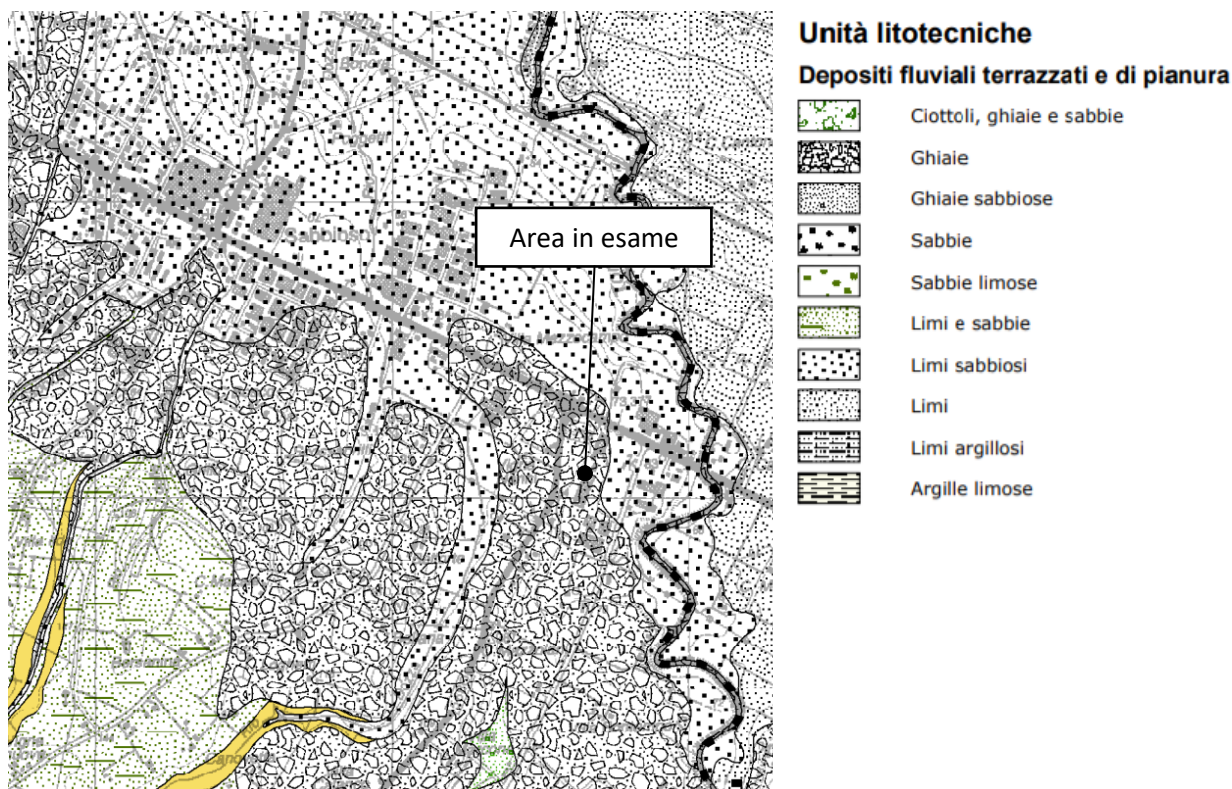 Area in esame
Unità litotecniche
Depositi fluviali terrazzati e di pianura
Ciottoli, ghiaie e sabbie
Ghiaie
Ghiaie sabbiose
Sabbie
Sabbie limose
Limi e sabbie
Limi sabbiosi
Limi
Limi argillosi
Argille limose